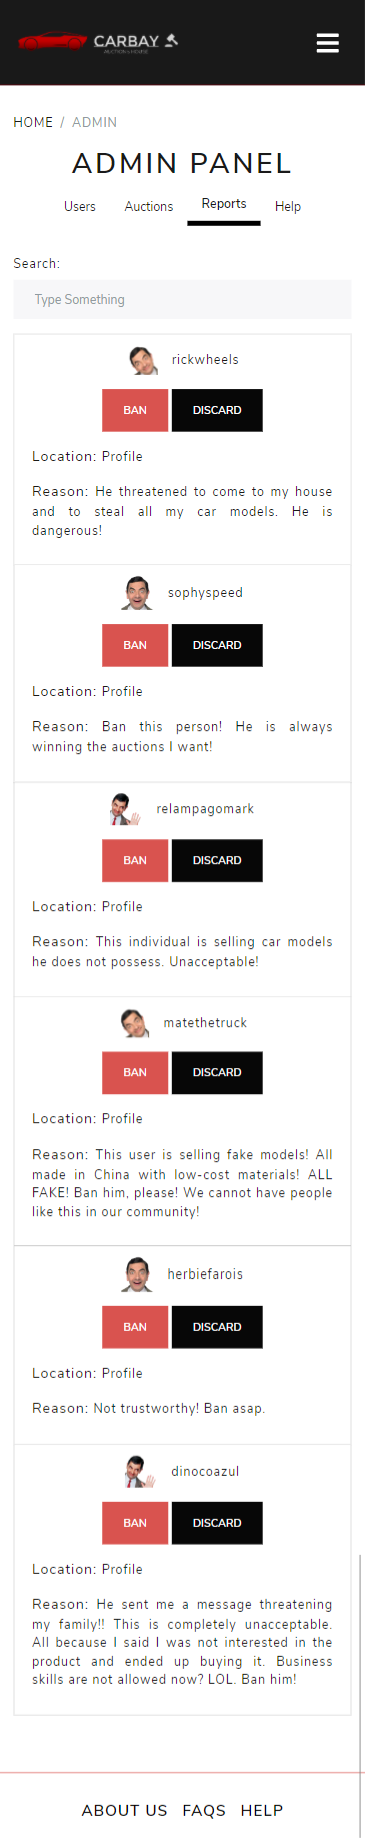 CARBAY
AUCTION & HOUSE
HOME / ADMIN
ADMIN PANEL
Users Auctions Reports Help
Search:
Type Something
rickwheels
BAN DISCARD
Location: Profile
Reason: He threatened to come to my house
and to steal all my car models. He is
dangerous!
sophyspeed
BAN DISCARD
Location: Profile
Reason: Ban this person! He is always
winning the auctions I want!
relampagomark
BAN DISCARD
Location: Profile
Reason: This individual is selling car models
he does not possess. Unacceptable!
matethetruck
BAN DISCARD
Location: Profile
Reason: This user is selling fake models! All
made in China with low-cost materials! ALL
FAKE! Ban him, please! We cannot have people
like this in our community!
herbiefarois
BAN DISCARD
Location: Profile
Reason: Not trustworthy! Ban asap.
dinocoazul
BAN DISCARD
Location: Profile
Reason: He sent me a message threatening
my family!! This is completely unacceptable.
All because I said I was not interested in the
product and ended up buying it. Business
skills are not allowed now? LOL. Ban him!
ABOUT US FAQS HELP